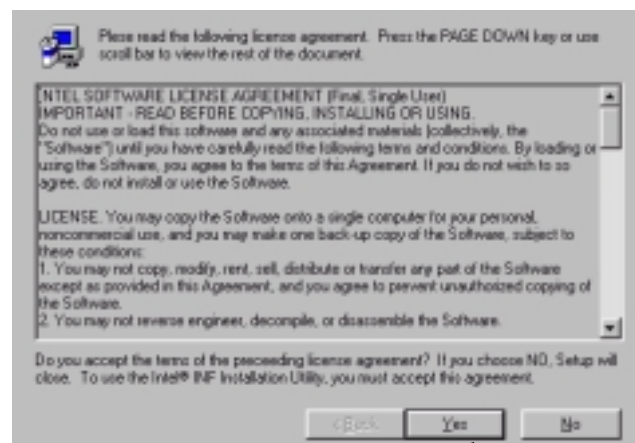 Please read the following license agreement. Press the PAGE DOWN key or use
scroll bar to view the rest of the document.
INTEL SOFTWARE LICENSE AGREEMENT (Final, Single User)
IMPORTANT - READ BEFORE COPYING, INSTALLING OR USING.
Do not use or load this software and any associated materials (collectively, the
"Software") until you have carefully read the following terms and conditions. By loading or
using the Software, you agree to the terms of this Agreement. If you do not wish to so
agree, do not install or use the Software.
LICENSE. You may copy the Software onto a single computer for your personal,
noncommercial use, and you may make one back-up copy of the Software, subject to
these conditions:
1. You may not copy, modify, rent, sell, distribute or transfer any part of the Software
except as provided in this Agreement, and you agree to prevent unauthorized copying of
the Software.
2. You may not reverse engineer, decompile, or disassemble the Software.
Do you accept the terms of the preceeding license agreement? If you choose NO, Setup will
close. To use the Intel® INF Installation Utility, you must accept this agreement.
< Back
Yes
No